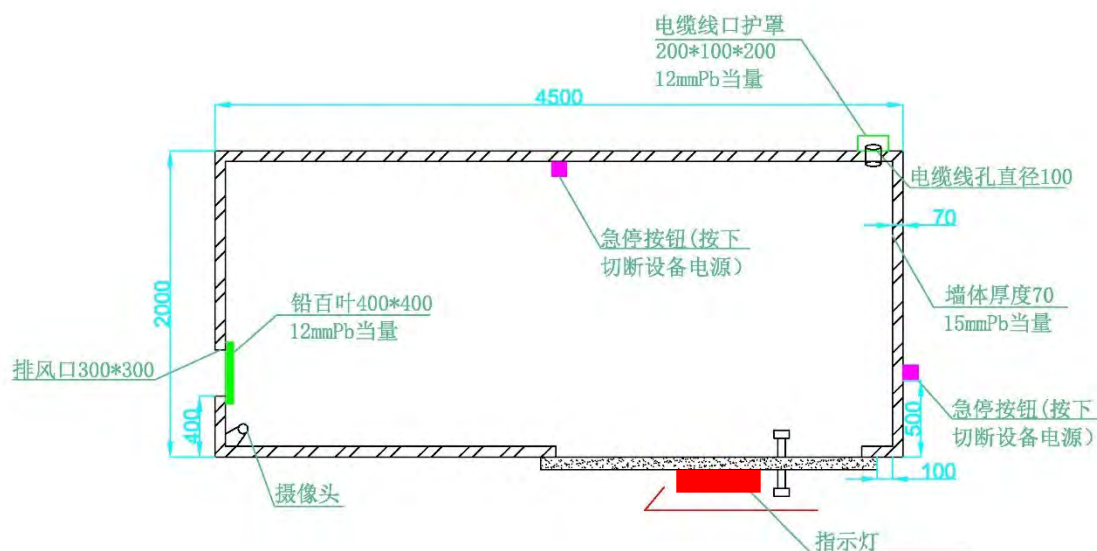 电缆线口护罩
200*100*200
12mmPb当量
4500
电缆线孔直径100
70
急停按钮(按下
切断设备电源)
2000
铅百叶400*400
12mmPb当量
墙体厚度70
15mmPb当量
排风口300*300
400
500
急停按钮(按下
切断设备电源)
100
摄像头
指示灯